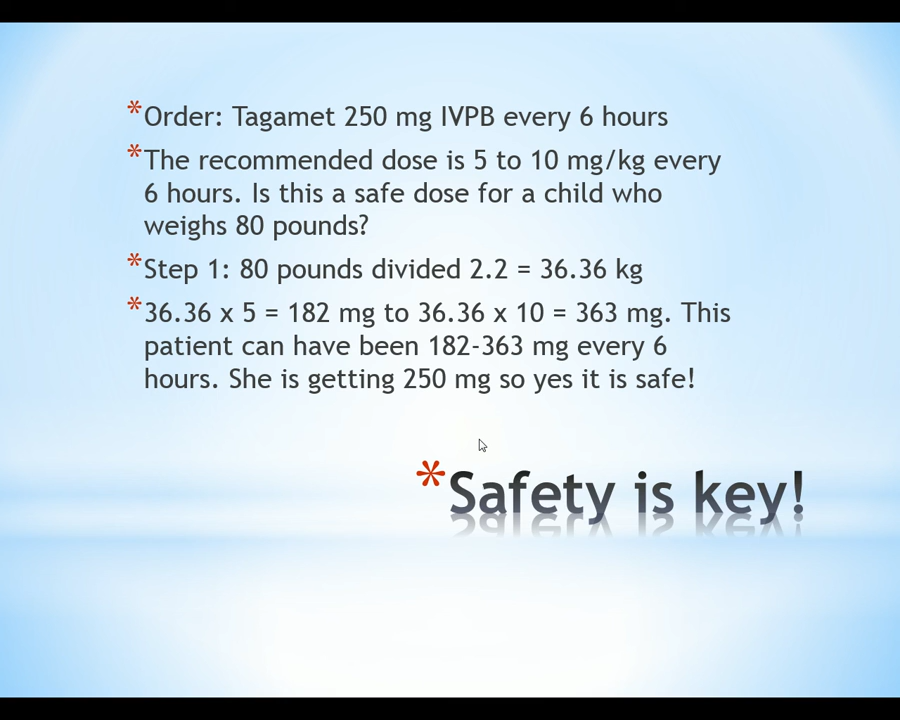 *Order: Tagamet 250 mg IVPB every 6 hours
*The recommended dose is 5 to 10 mg/kg every
6 hours. Is this a safe dose for a child who
weighs 80 pounds?
*Step 1: 80 pounds divided 2.2 = 36.36 kg
*36.36 x 5 = 182 mg to 36.36 x 10 = 363 mg. This
patient can have been 182-363 mg every 6
hours. She is getting 250 mg so yes it is safe!
*Safety is key!